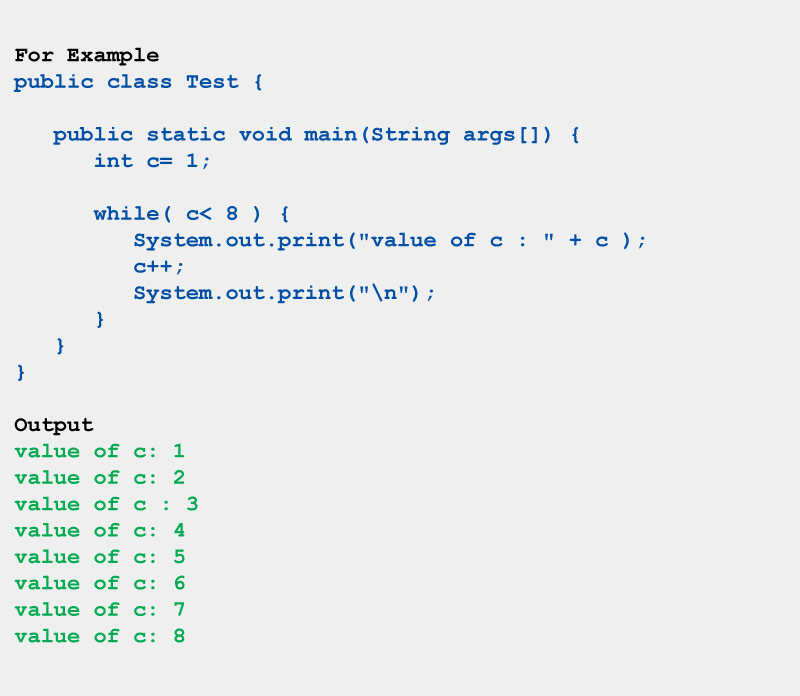 For Example
public class Test {
public static void main(String args[]) {
int c= 1;
while( c< 8 ) {
System.out.print("value of c : " + c );
c++;
System.out.print("\n");
}
}
}
Output
value of c: 1
value of c: 2
value of c : 3
value of c: 4
value of c: 5
value of c: 6
value of c: 7
value of c: 8